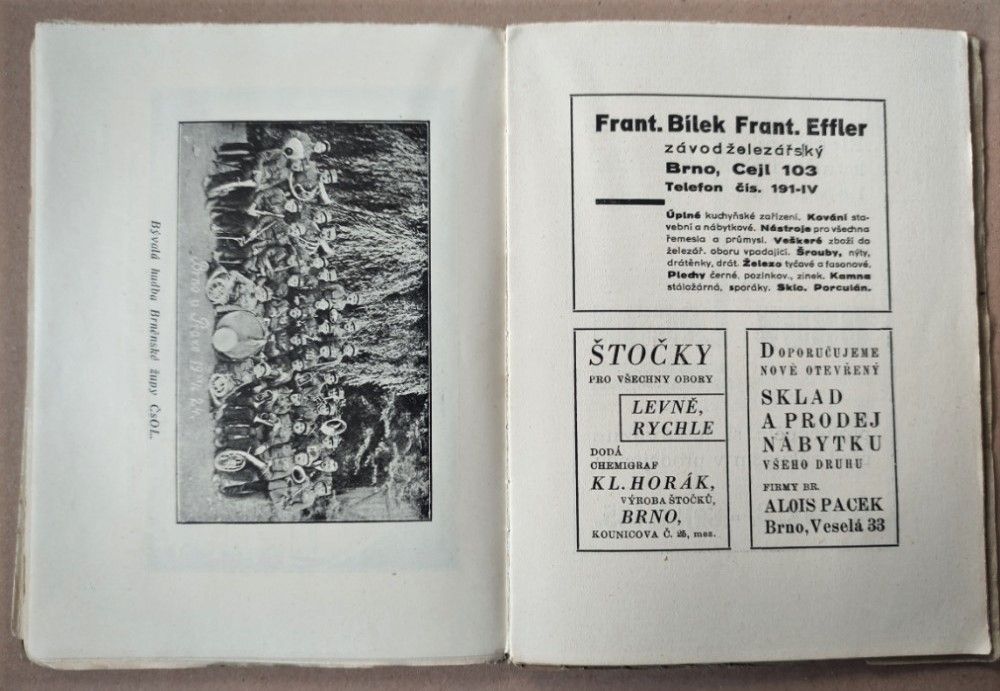 Bývalá hudba Brněnské župy ČsOL.
Frant. Bílek Frant. Effler
závod železářský
Brno, Cejl 103
Telefon čís. 191-IV
Úplné kuchyňské zařízení. Kování sta-
vební a nábytkové. Nástroje pro všechna
řemesla a průmysl. Veškeré zboží do
železář. oboru vpadající. Šrouby, nýty,
drátěnky, drát. Železo tyčové a fasonové.
Plechy černé, pozinkov., zinek. Kamna
stáložárná, sporáky. Sklo. Porculán.
ŠTOČKY
PRO VŠECHNY OBORY
LEVNĚ,
RYCHLE
DODÁ
CHEMIGRAF
KL. HORÁK,
VÝROBA ŠTOČKŮ,
BRNO,
KOUNICOVA Č. 25, mez.
DOPORUČUJEME
NOVĚ OTEVŘENÝ
SKLAD
A PRODEJ
NÁBYTKU
VŠEHO DRUHU
FIRMY BR.
ALOIS PACEK
Brno, Veselá 33